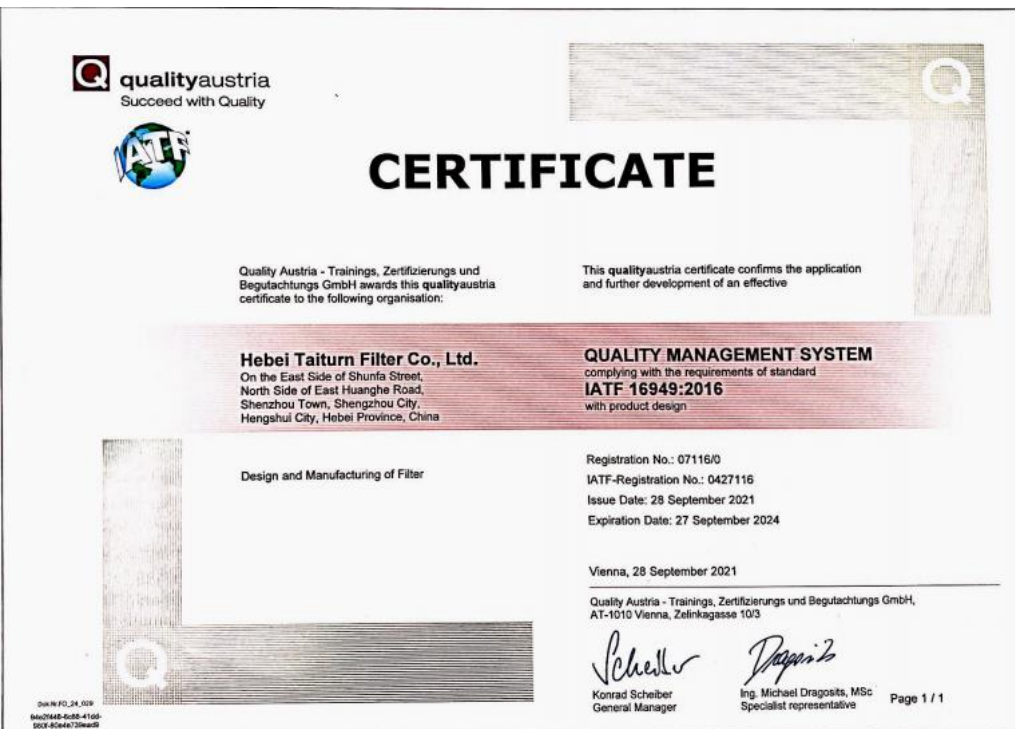 Q qualityaustria
Succeed with Quality
IATF
Q
CERTIFICATE
Quality Austria - Trainings, Zertifizierungs und
Begutachtungs GmbH awards this qualityaustria
certificate to the following organisation:
This qualityaustria certificate confirms the application
and further development of an effective
Hebei Taiturn Filter Co., Ltd.
On the East Side of Shunfa Street,
North Side of East Huanghe Road,
Shenzhou Town, Shengzhou City,
Hengshui City, Hebei Province, China
QUALITY MANAGEMENT SYSTEM
complying with the requirements of standard
IATF 16949:2016
with product design
Design and Manufacturing of Filter
Registration No.: 07116/0
IATF-Registration No.: 0427116
Issue Date: 28 September 2021
Expiration Date: 27 September 2024
Vienna, 28 September 2021
Quality Austria - Trainings, Zertifizierungs und Begutachtungs GmbH,
AT-1010 Vienna, Zelinkagasse 10/3
Scheiber
Dragosits
Konrad Scheiber
General Manager
Ing. Michael Dragosits, MSc
Specialist representative
Page 1 / 1
Q
Dok.Nr.FO_24_029